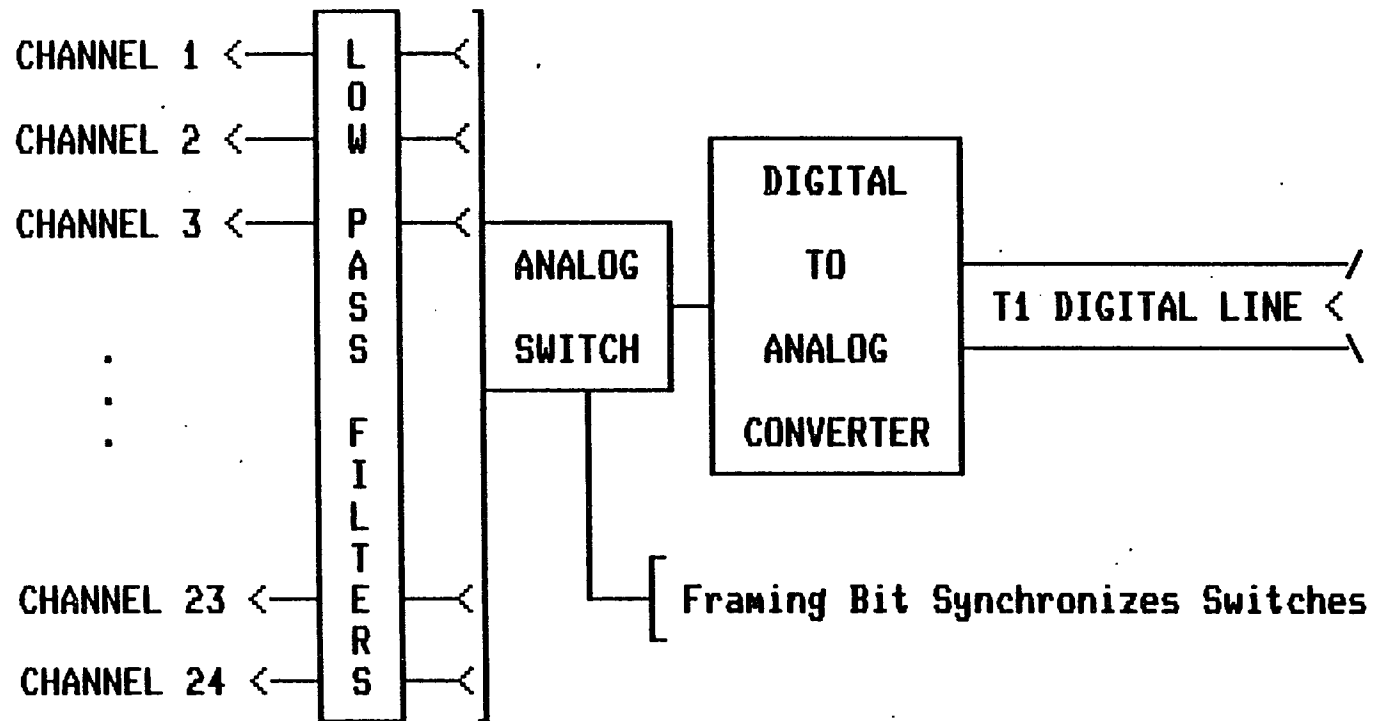 CHANNEL 1
CHANNEL 2
CHANNEL 3
CHANNEL 23
CHANNEL 24
LOW PASS FILTERS
ANALOG
SWITCH
DIGITAL
TO
ANALOG
CONVERTER
T1 DIGITAL LINE
Framing Bit Synchronizes Switches